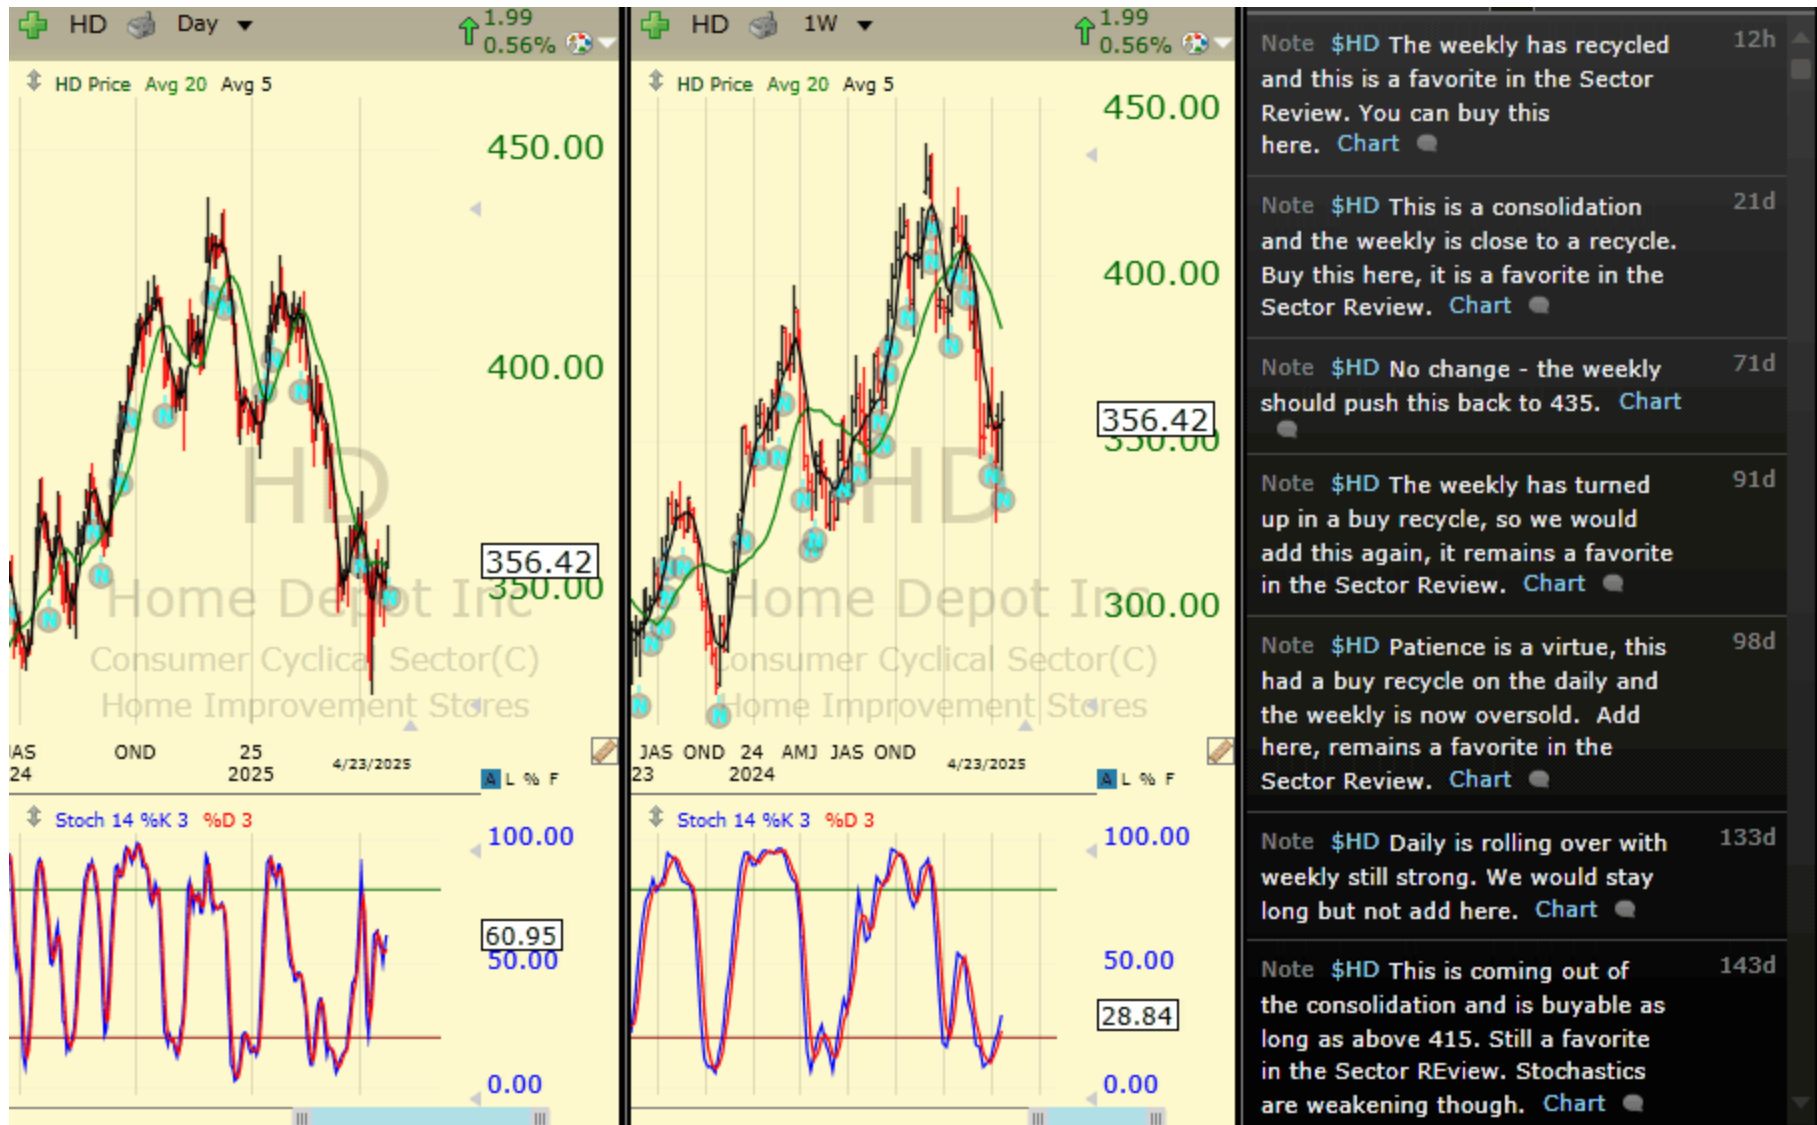 HD Day
1.99
0.56%
HD Price Avg 20 Avg 5
450.00
400.00
356.42
350.00
HD
Home Depot Inc
Consumer Cyclical Sector(C)
Home Improvement Stores
JAS OND 25
24 2025
4/23/2025
A L % F
Stoch 14 %K 3 %D 3
100.00
60.95
50.00
0.00
HD 1W
1.99
0.56%
HD Price Avg 20 Avg 5
450.00
400.00
356.42
350.00
300.00
HD
Home Depot Inc
Consumer Cyclical Sector(C)
Home Improvement Stores
JAS OND 24 AMJ JAS OND
23 2024
4/23/2025
A L % F
Stoch 14 %K 3 %D 3
100.00
50.00
28.84
0.00
Note $HD The weekly has recycled 12h
and this is a favorite in the Sector
Review. You can buy this
here. Chart
Note $HD This is a consolidation 21d
and the weekly is close to a recycle.
Buy this here, it is a favorite in the
Sector Review. Chart
Note $HD No change - the weekly 71d
should push this back to 435. Chart
Note $HD The weekly has turned 91d
up in a buy recycle, so we would
add this again, it remains a favorite
in the Sector Review. Chart
Note $HD Patience is a virtue, this 98d
had a buy recycle on the daily and
the weekly is now oversold. Add
here, remains a favorite in the
Sector Review. Chart
Note $HD Daily is rolling over with 133d
weekly still strong. We would stay
long but not add here. Chart
Note $HD This is coming out of 143d
the consolidation and is buyable as
long as above 415. Still a favorite
in the Sector REview. Stochastics
are weakening though. Chart